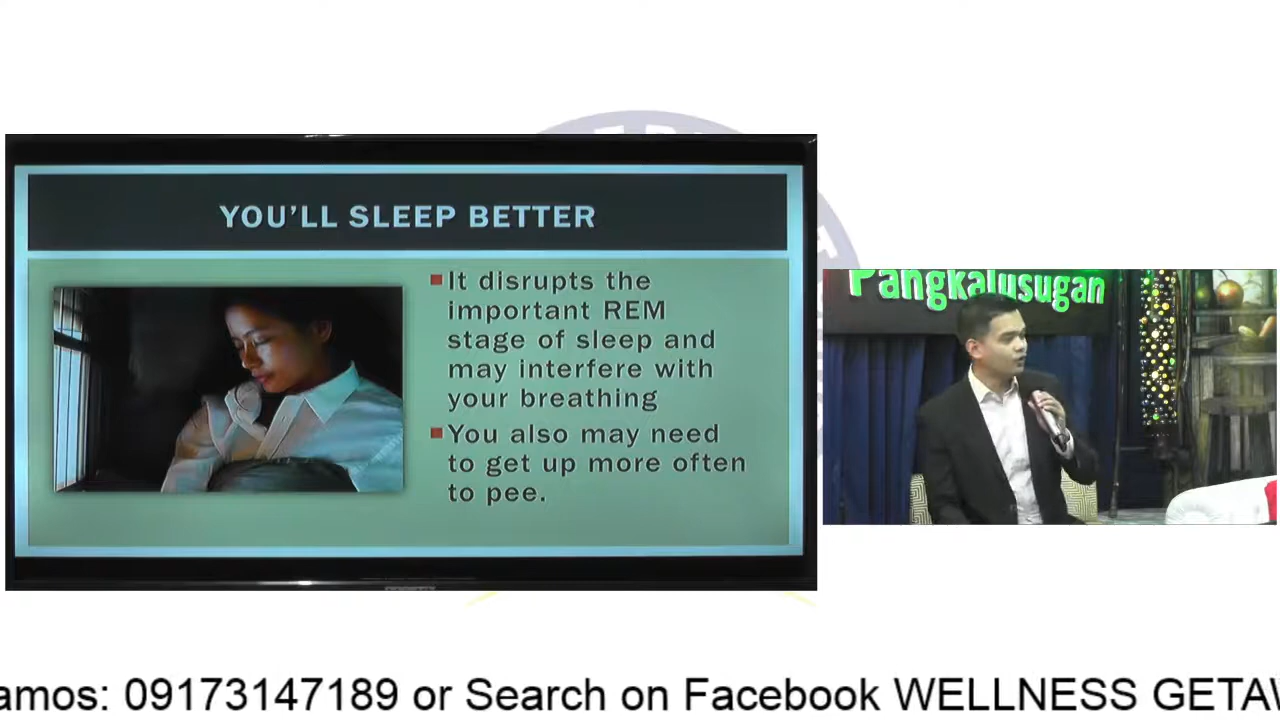 YOU'LL SLEEP BETTER
It disrupts the
important REM
stage of sleep and
may interfere with
your breathing
You also may need
to get up more often
to pee.
Pangkalusugan
amos: 09173147189 or Search on Facebook WELLNESS GETAW